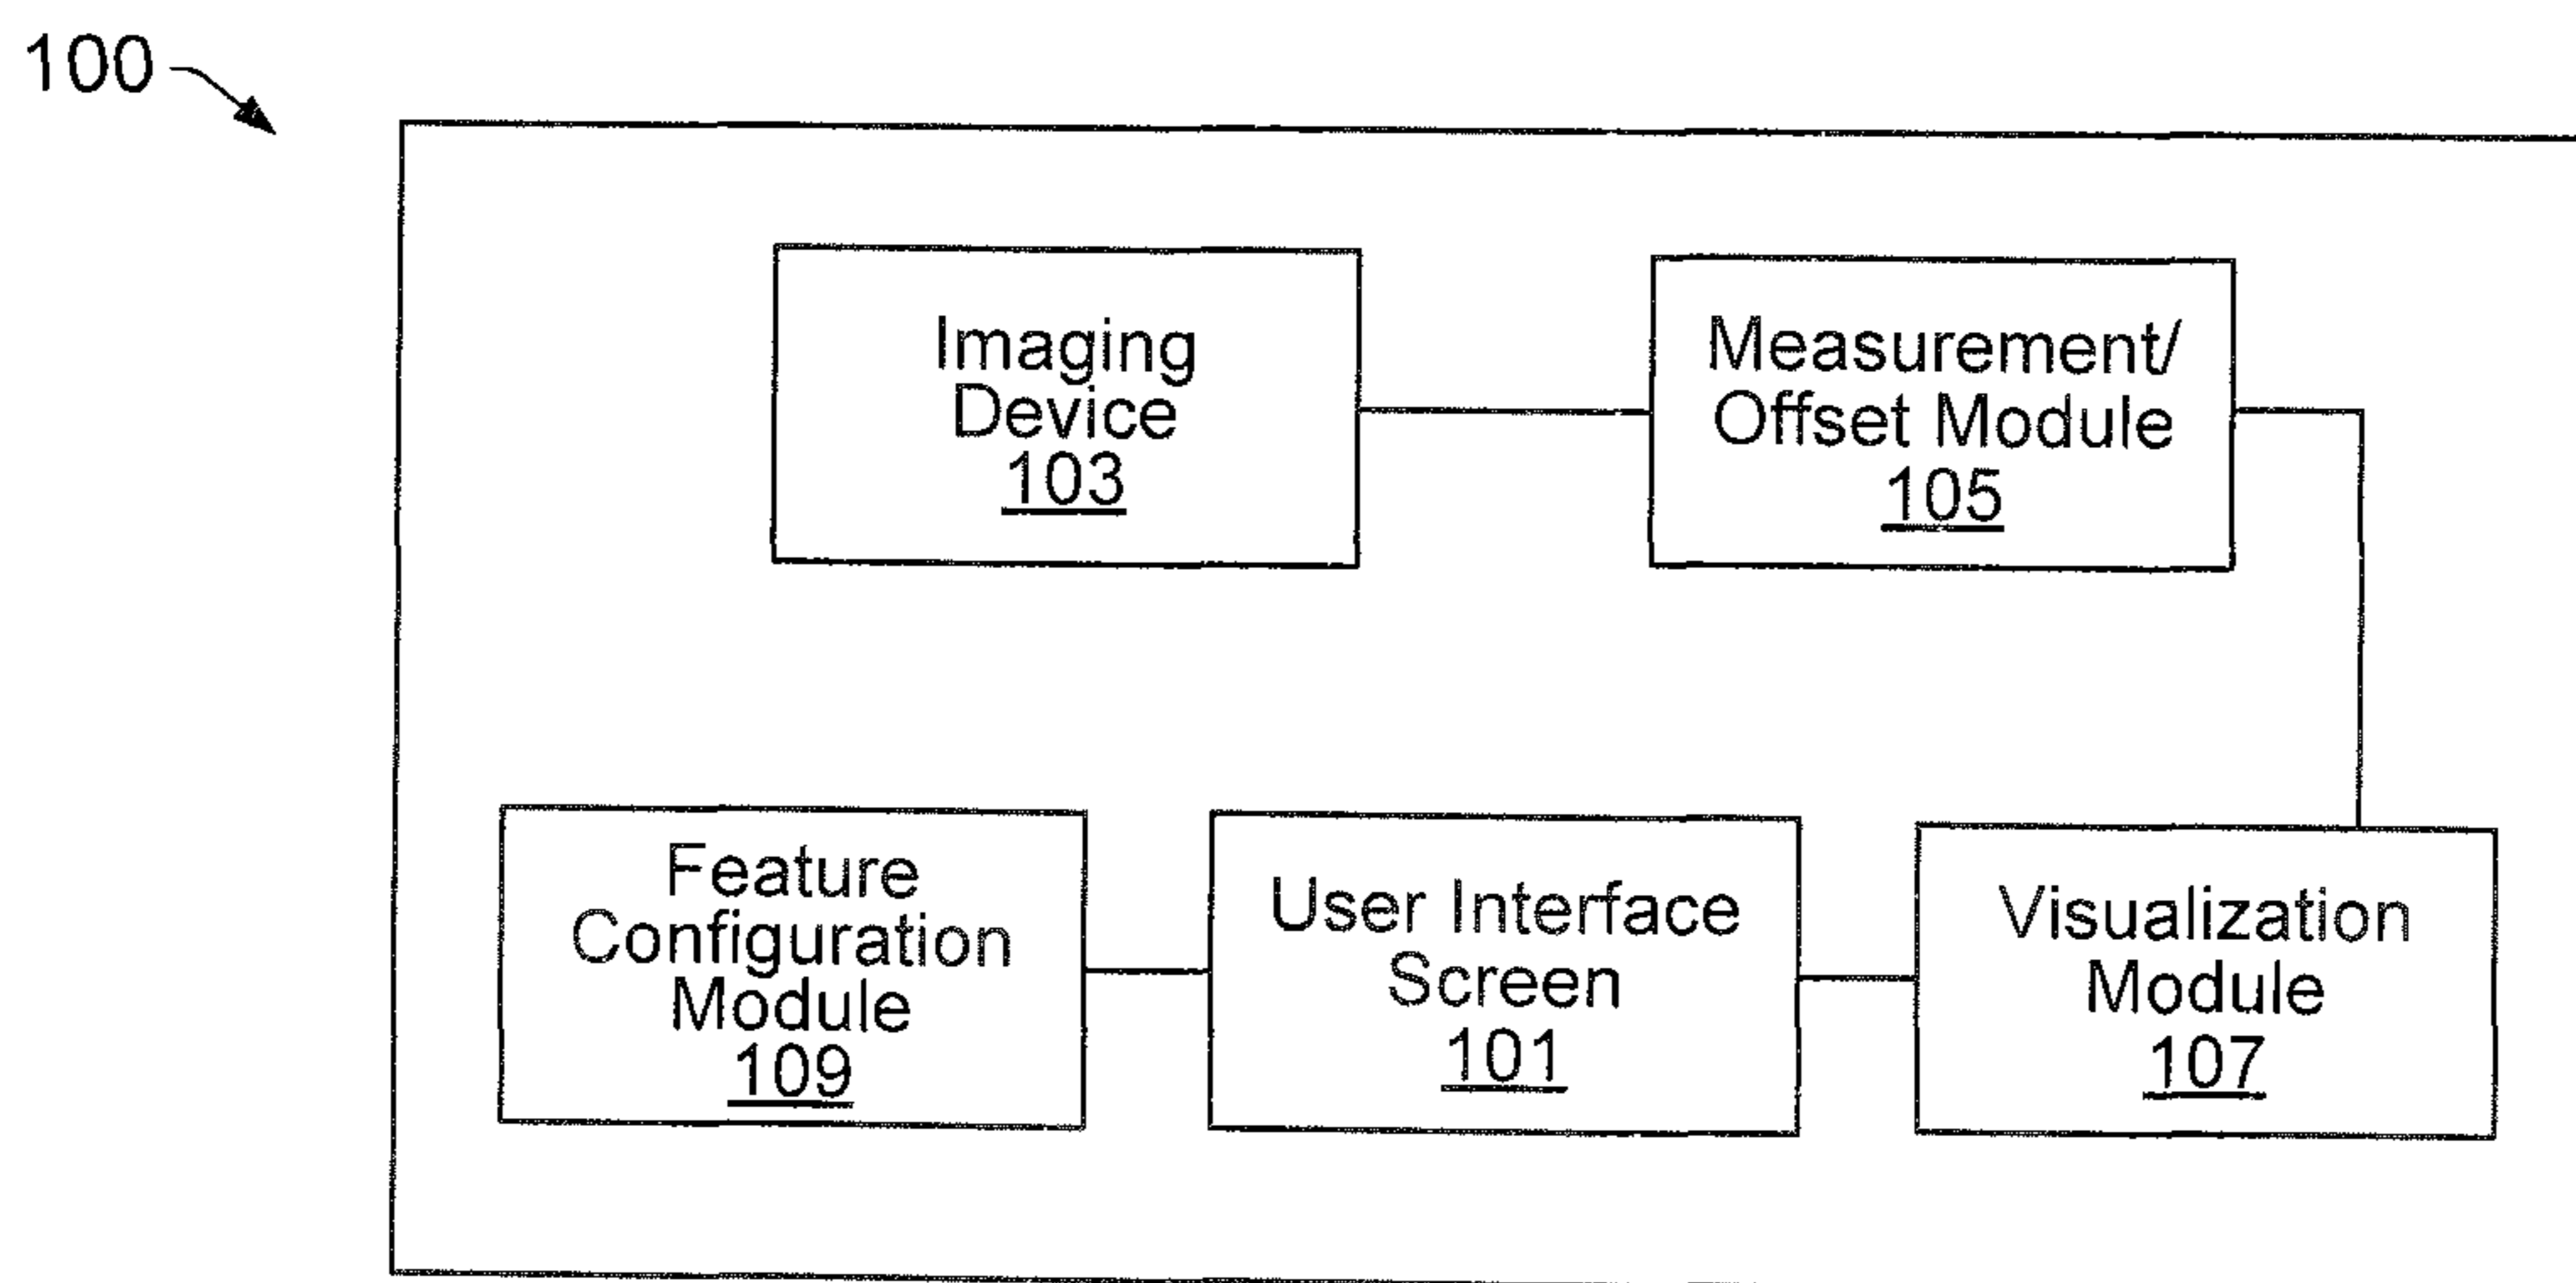 100
Imaging
Device
103
Measurement/
Offset Module
105
Feature
Configuration
Module
109
User Interface
Screen
101
Visualization
Module
107